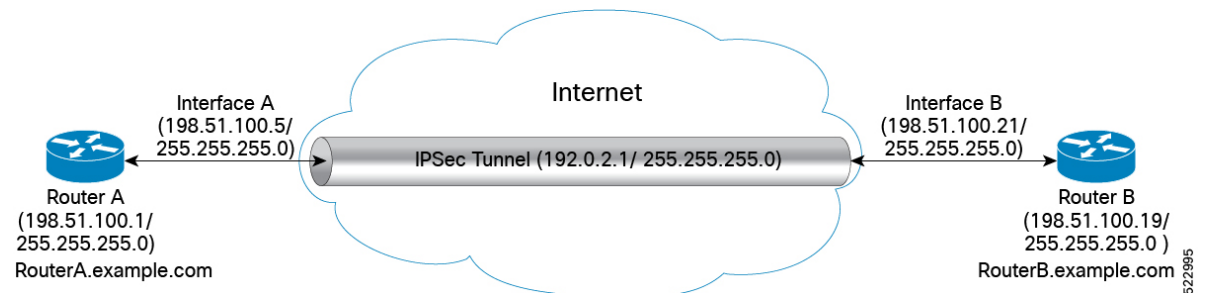 Internet
Interface A
(198.51.100.5/
255.255.255.0)
Interface B
(198.51.100.21/
255.255.255.0)
IPSec Tunnel (192.0.2.1/ 255.255.255.0)
Router A
(198.51.100.1/
255.255.255.0)
RouterA.example.com
Router B
(198.51.100.19/
255.255.255.0 )
RouterB.example.com
522995